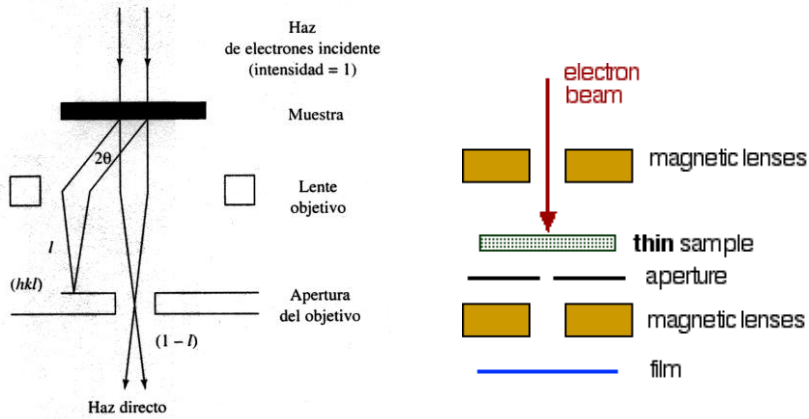 Haz
de electrones incidente
(intensidad = 1)
Muestra
2θ
Lente
objetivo
l
(hkl)
Apertura
del objetivo
(1 – l)
Haz directo
electron
beam
magnetic lenses
thin sample
aperture
magnetic lenses
film